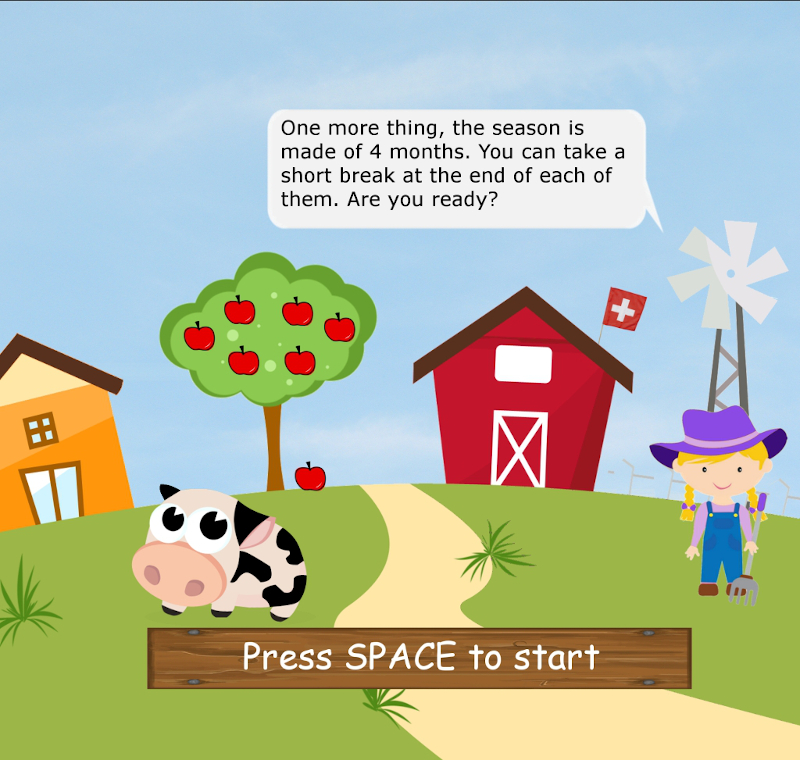 One more thing, the season is
made of 4 months. You can take a
short break at the end of each of
them. Are you ready?
Press SPACE to start